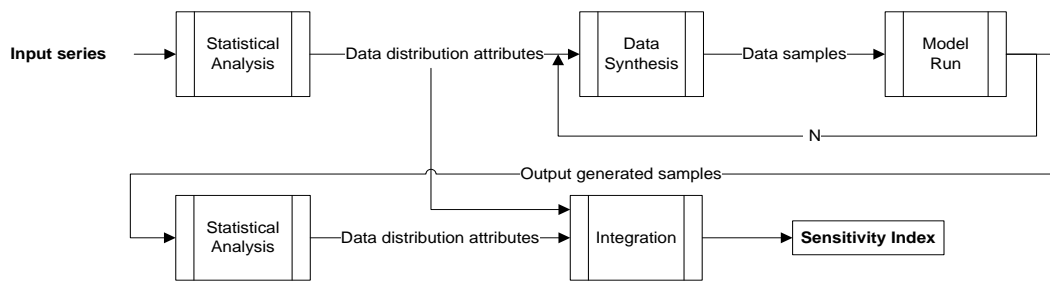 Input series
Statistical
Analysis
Data distribution attributes
Data
Synthesis
Data samples
Model
Run
N
Output generated samples
Statistical
Analysis
Data distribution attributes
Integration
Sensitivity Index